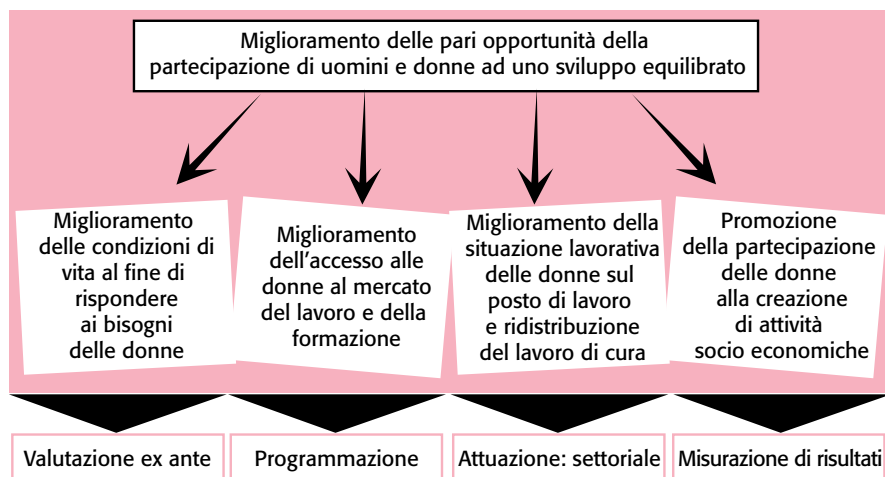 Miglioramento delle pari opportunità della
partecipazione di uomini e donne ad uno sviluppo equilibrato
Miglioramento
delle condizioni di
vita al fine di
rispondere
ai bisogni
delle donne
Miglioramento
dell'accesso alle
donne al mercato
del lavoro e della
formazione
Miglioramento della
situazione lavorativa
delle donne sul
posto di lavoro
e ridistribuzione
del lavoro di cura
Promozione
della partecipazione
delle donne
alla creazione
di attività
socio economiche
Valutazione ex ante
Programmazione
Attuazione: settoriale
Misurazione di risultati